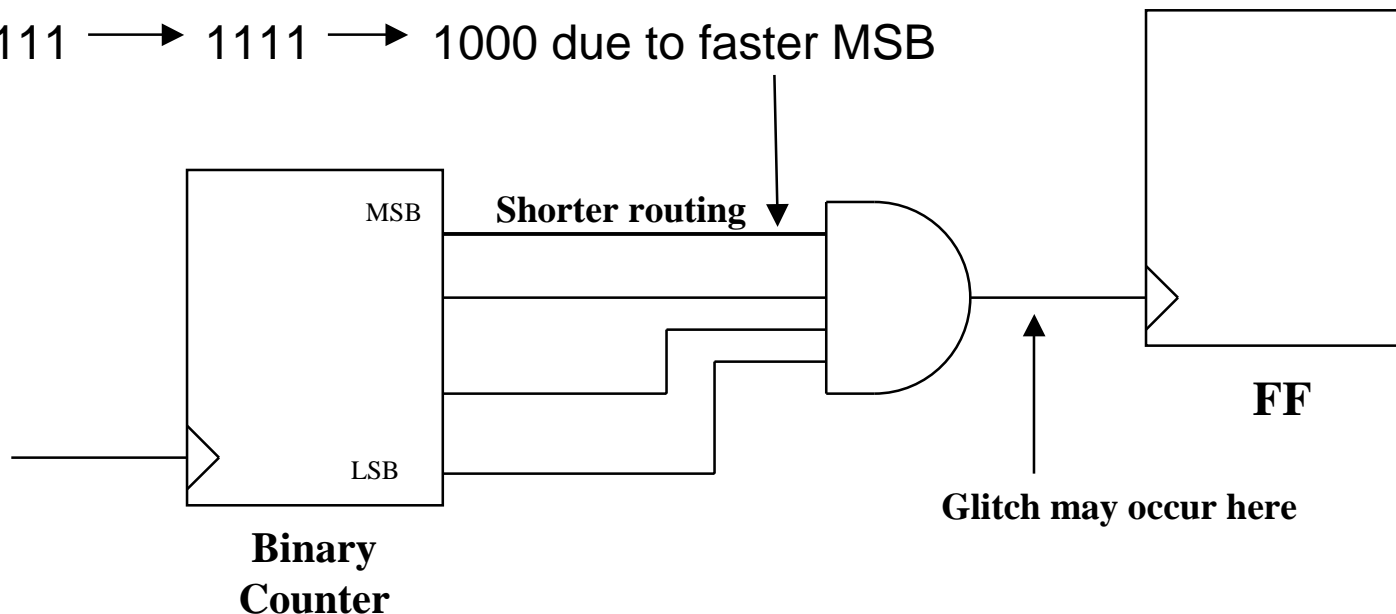 111 → 1111 → 1000 due to faster MSB
MSB
Shorter routing
LSB
FF
Glitch may occur here
Binary
Counter